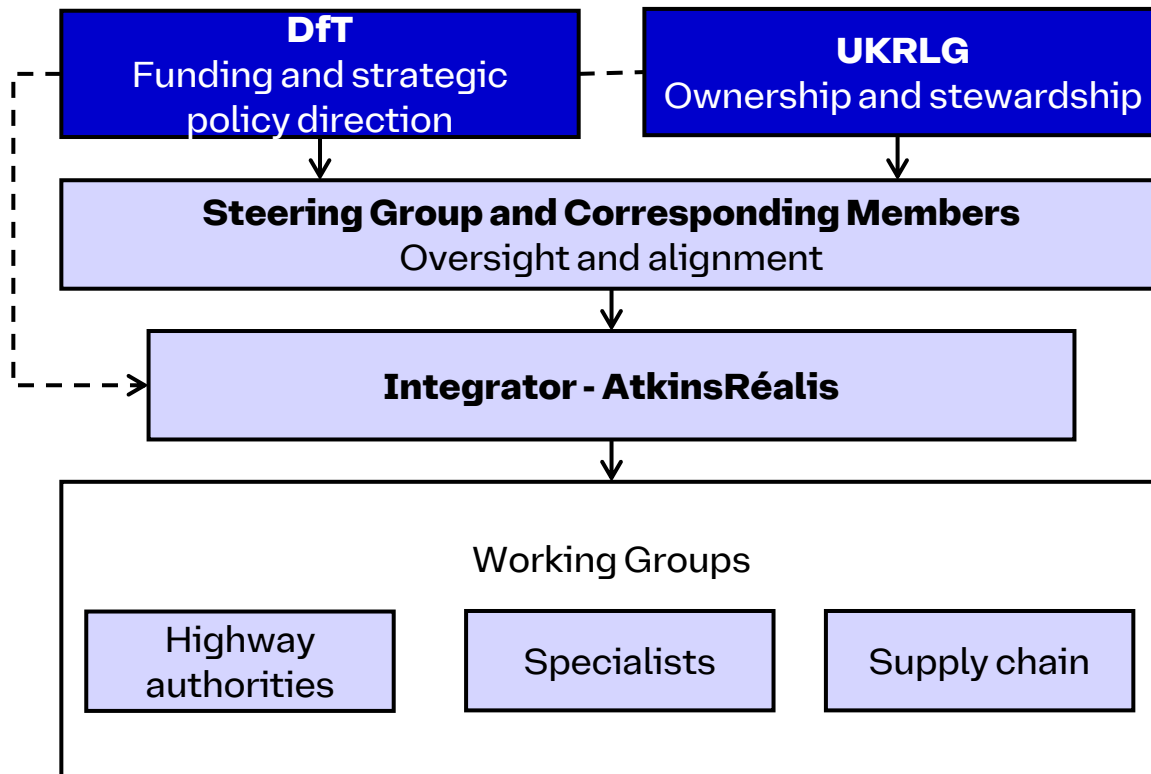 DfT
Funding and strategic
policy direction
UKRLG
Ownership and stewardship
Steering Group and Corresponding Members
Oversight and alignment
Integrator - AtkinsRéalis
Working Groups
Highway
authorities
Specialists
Supply chain